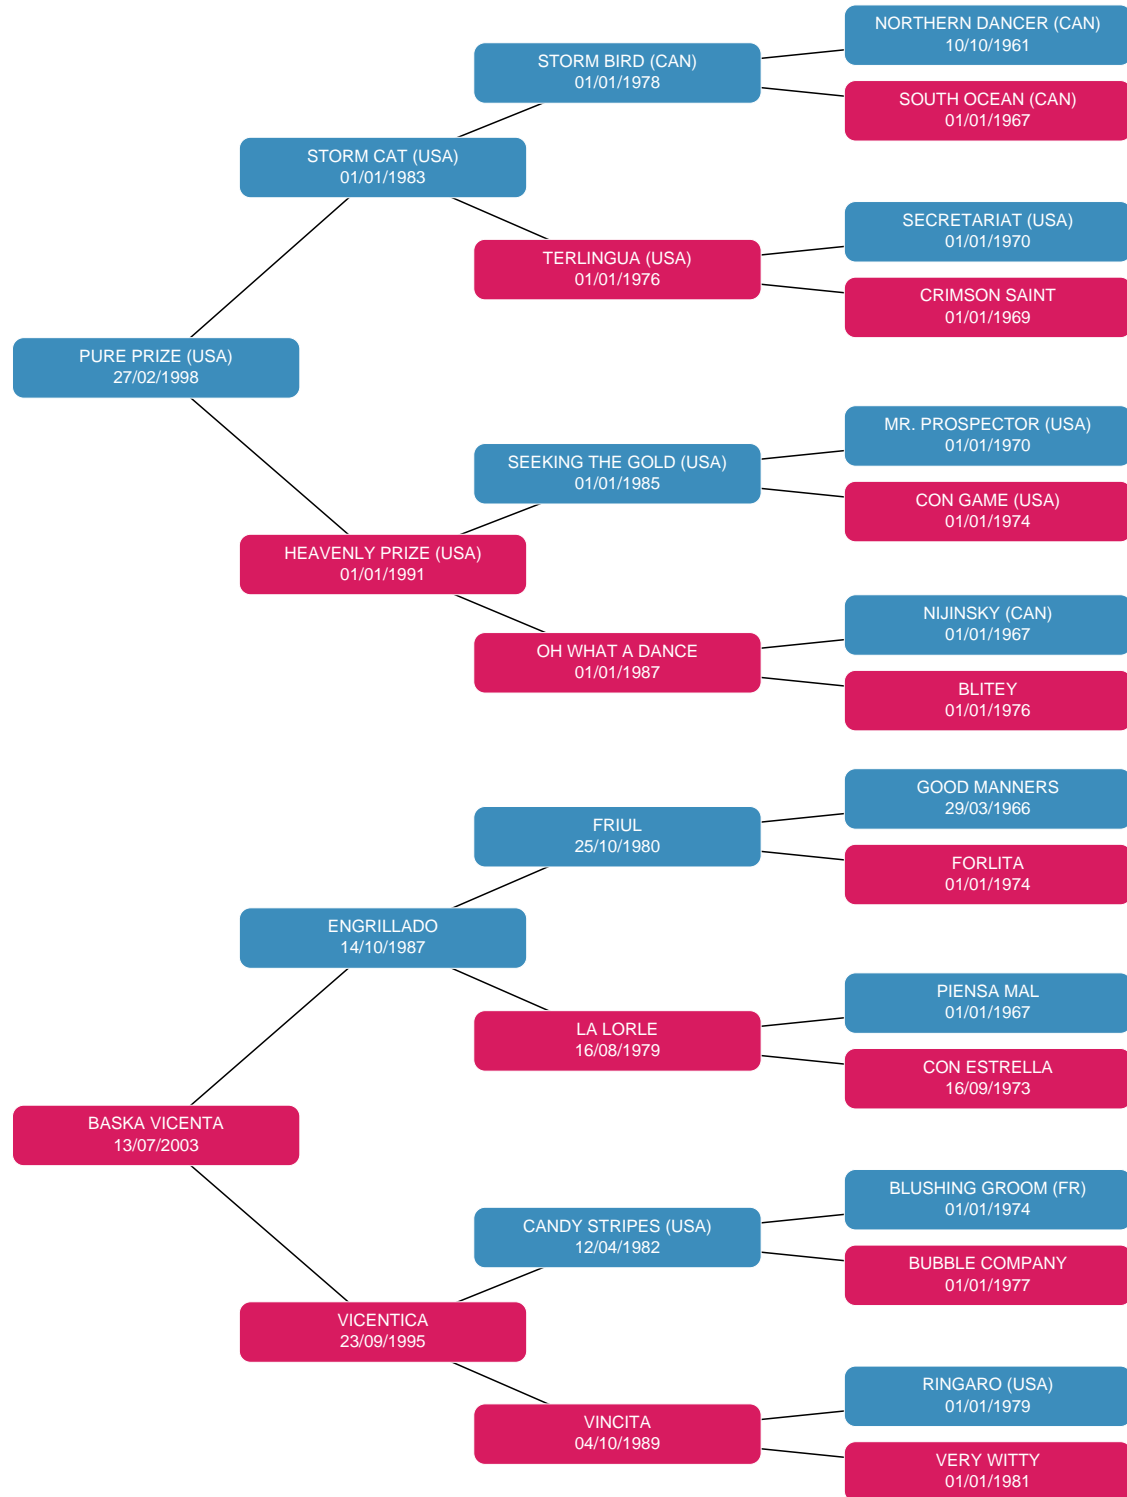 NORTHERN DANCER (CAN)
10/10/1961
STORM BIRD (CAN)
01/01/1978
SOUTH OCEAN (CAN)
01/01/1967
STORM CAT (USA)
01/01/1983
SECRETARIAT (USA)
01/01/1970
TERLINGUA (USA)
01/01/1976
CRIMSON SAINT
01/01/1969
PURE PRIZE (USA)
27/02/1998
MR. PROSPECTOR (USA)
01/01/1970
SEEKING THE GOLD (USA)
01/01/1985
CON GAME (USA)
01/01/1974
HEAVENLY PRIZE (USA)
01/01/1991
NIJINSKY (CAN)
01/01/1967
OH WHAT A DANCE
01/01/1987
BLITEY
01/01/1976
GOOD MANNERS
29/03/1966
FRIUL
25/10/1980
FORLITA
01/01/1974
ENGRILLADO
14/10/1987
PIENSA MAL
01/01/1967
LA LORLE
16/08/1979
CON ESTRELLA
16/09/1973
BASKA VICENTA
13/07/2003
BLUSHING GROOM (FR)
01/01/1974
CANDY STRIPES (USA)
12/04/1982
BUBBLE COMPANY
01/01/1977
VICENTICA
23/09/1995
RINGARO (USA)
01/01/1979
VINCITA
04/10/1989
VERY WITTY
01/01/1981